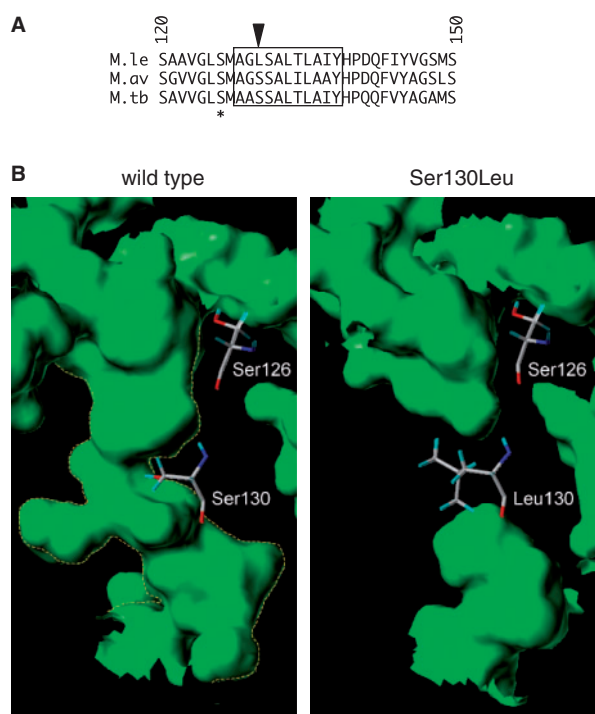 A
120 150
M.le SAAVGLSMAGLSALTLAIYHPDQFIYVGSMS
M.av SGVVGLSMAGSSALILAAYHPDQFVYAGSLS
M.tb SAVVGLSMAASSALTLAIYHPQQFVYAGAMS
*
B
wild type Ser130Leu
Ser126 Ser126
Ser130 Leu130